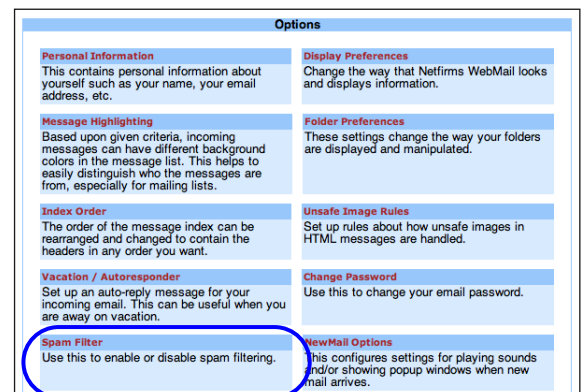 Options
Personal Information
This contains personal information about
yourself such as your name, your email
address, etc.
Display Preferences
Change the way that Netfirms WebMail looks
and displays information.
Message Highlighting
Based upon given criteria, incoming
messages can have different background
colors in the message list. This helps to
easily distinguish who the messages are
from, especially for mailing lists.
Folder Preferences
These settings change the way your folders
are displayed and manipulated.
Index Order
The order of the message index can be
rearranged and changed to contain the
headers in any order you want.
Unsafe Image Rules
Set up rules about how unsafe images in
HTML messages are handled.
Vacation / Autoresponder
Set up an auto-reply message for your
incoming email. This can be useful when you
are away on vacation.
Change Password
Use this to change your email password.
Spam Filter
Use this to enable or disable spam filtering.
NewMail Options
This configures settings for playing sounds
and/or showing popup windows when new
mail arrives.